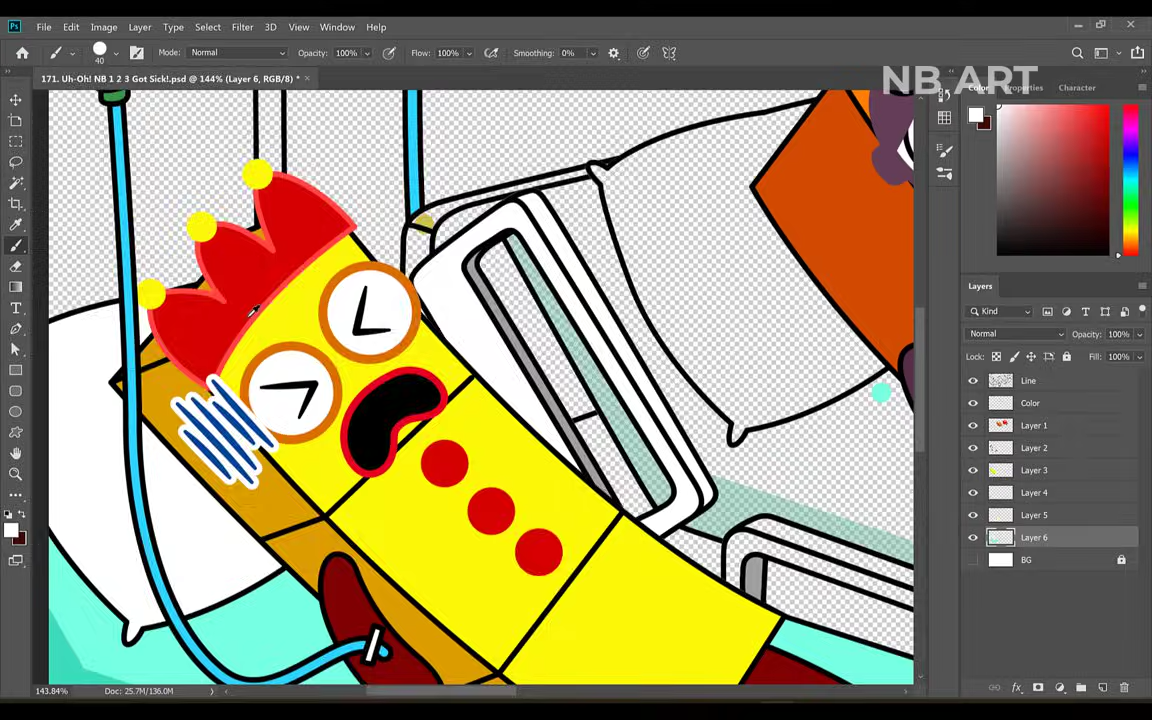 Ps File Edit Image Layer Type Select Filter 3D View Window Help
40 Mode: Normal Opacity: 100% Flow: 100% Smoothing: 0%
171. Uh-Oh! NB 1 2 3 Got Sick!.psd @ 144% (Layer 6, RGB/8) * ×
NB ART
Color Properties Character
Layers
Kind
Normal Opacity: 100%
Lock: Fill: 100%
Line
Color
Layer 1
Layer 2
Layer 3
Layer 4
Layer 5
Layer 6
BG
fx
143.84% Doc: 25.7M/136.0M